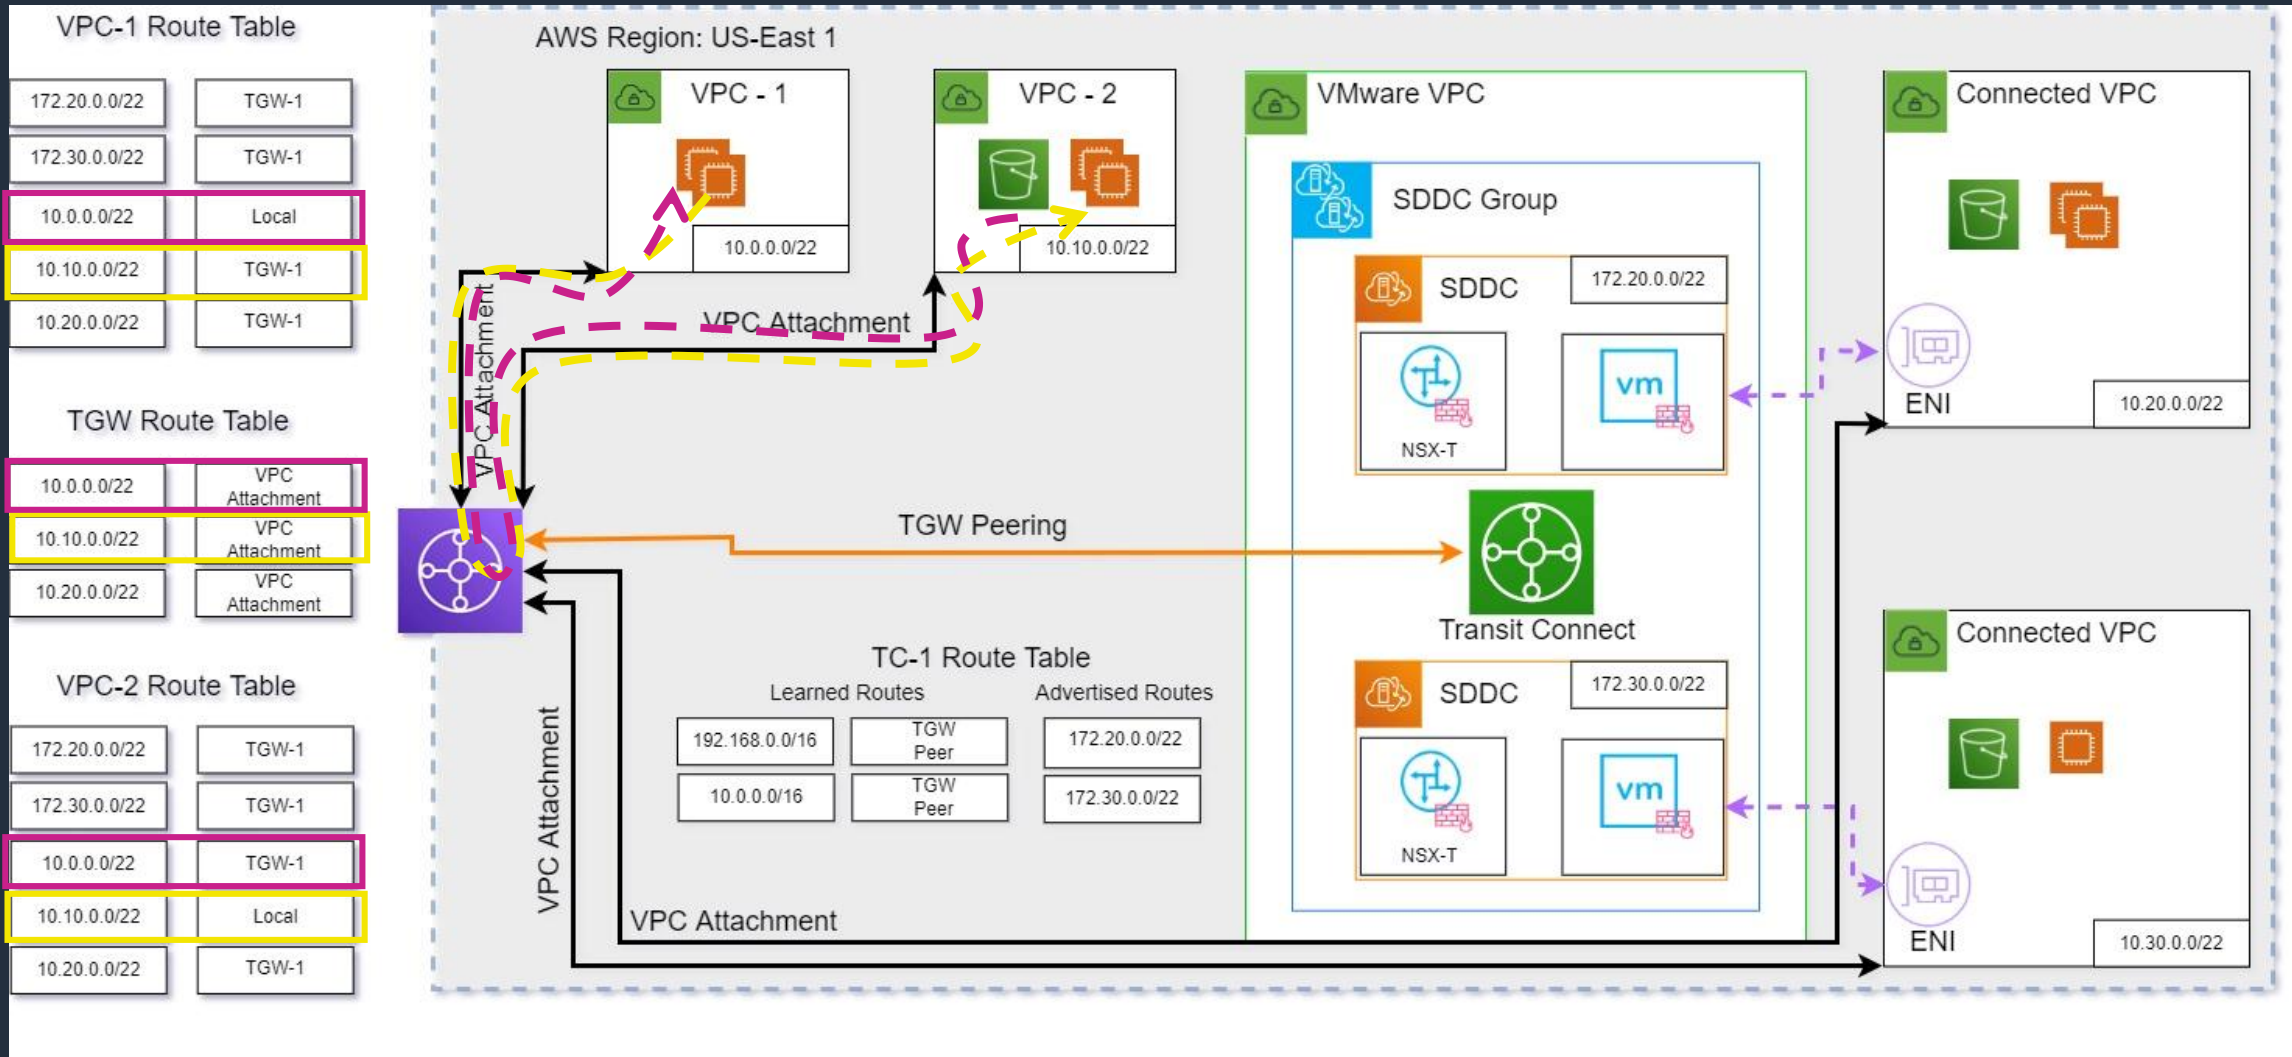 VPC-1 Route Table
172.20.0.0/22 TGW-1
172.30.0.0/22 TGW-1
10.0.0.0/22 Local
10.10.0.0/22 TGW-1
10.20.0.0/22 TGW-1
TGW Route Table
10.0.0.0/22 VPC
Attachment
10.10.0.0/22 VPC
Attachment
10.20.0.0/22 VPC
Attachment
VPC-2 Route Table
172.20.0.0/22 TGW-1
172.30.0.0/22 TGW-1
10.0.0.0/22 TGW-1
10.10.0.0/22 Local
10.20.0.0/22 TGW-1
AWS Region: US-East 1
VPC - 1
10.0.0.0/22
VPC - 2
10.10.0.0/22
VPC Attachment
VPC Attachment
TGW Peering
VPC Attachment
VPC Attachment
TC-1 Route Table
Learned Routes Advertised Routes
192.168.0.0/16 TGW
Peer 172.20.0.0/22
10.0.0.0/16 TGW
Peer 172.30.0.0/22
VMware VPC
SDDC Group
SDDC 172.20.0.0/22
NSX-T
vm
Transit Connect
SDDC 172.30.0.0/22
NSX-T
vm
Connected VPC
ENI
10.20.0.0/22
Connected VPC
ENI
10.30.0.0/22